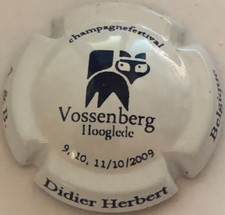 champagnefestival
Vossenberg
Hooglede
9. 10. 11/10/2009
Belgique
Didier Herbert